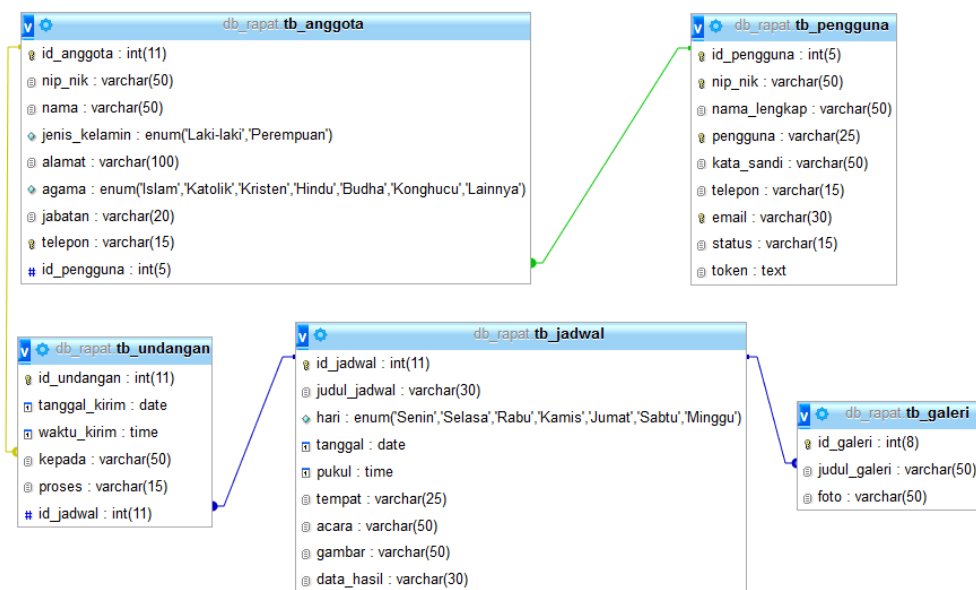 db_rapat tb_anggota
id_anggota : int(11)
nip_nik : varchar(50)
nama : varchar(50)
jenis_kelamin : enum('Laki-laki','Perempuan')
alamat : varchar(100)
agama : enum('Islam','Katolik','Kristen','Hindu','Budha','Konghucu','Lainnya')
jabatan : varchar(20)
telepon : varchar(15)
# id_pengguna : int(5)
db_rapat tb_pengguna
id_pengguna : int(5)
nip_nik : varchar(50)
nama_lengkap : varchar(50)
pengguna : varchar(25)
kata_sandi : varchar(50)
telepon : varchar(15)
email : varchar(30)
status : varchar(15)
token : text
db_rapat tb_undangan
id_undangan : int(11)
tanggal_kirim : date
waktu_kirim : time
kepada : varchar(50)
proses : varchar(15)
# id_jadwal : int(11)
db_rapat tb_jadwal
id_jadwal : int(11)
judul_jadwal : varchar(30)
hari : enum('Senin','Selasa','Rabu','Kamis','Jumat','Sabtu','Minggu')
tanggal : date
pukul : time
tempat : varchar(25)
acara : varchar(50)
gambar : varchar(50)
data_hasil : varchar(30)
db_rapat tb_galeri
id_galeri : int(8)
judul_galeri : varchar(50)
foto : varchar(50)